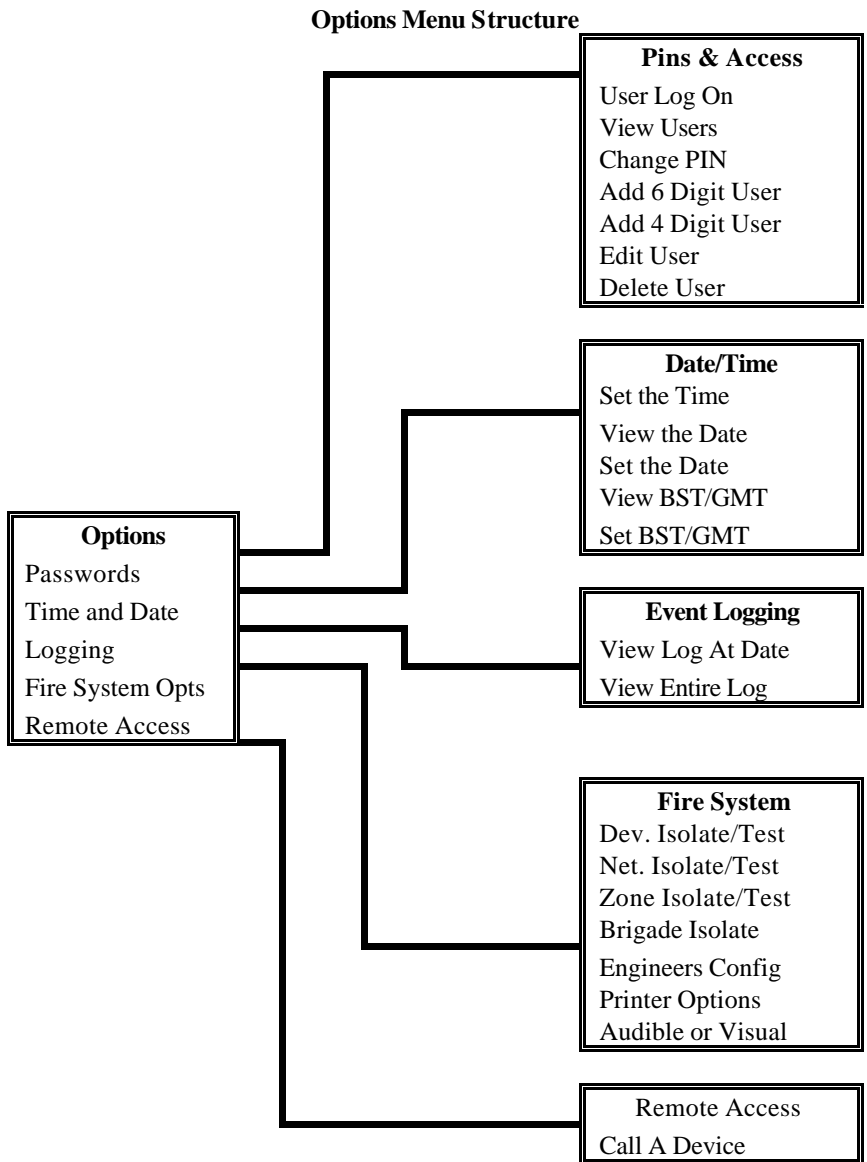 Options Menu Structure
Pins & Access
User Log On
View Users
Change PIN
Add 6 Digit User
Add 4 Digit User
Edit User
Delete User
Date/Time
Set the Time
View the Date
Set the Date
View BST/GMT
Set BST/GMT
Options
Passwords
Time and Date
Logging
Fire System Opts
Remote Access
Event Logging
View Log At Date
View Entire Log
Fire System
Dev. Isolate/Test
Net. Isolate/Test
Zone Isolate/Test
Brigade Isolate
Engineers Config
Printer Options
Audible or Visual
Remote Access
Call A Device